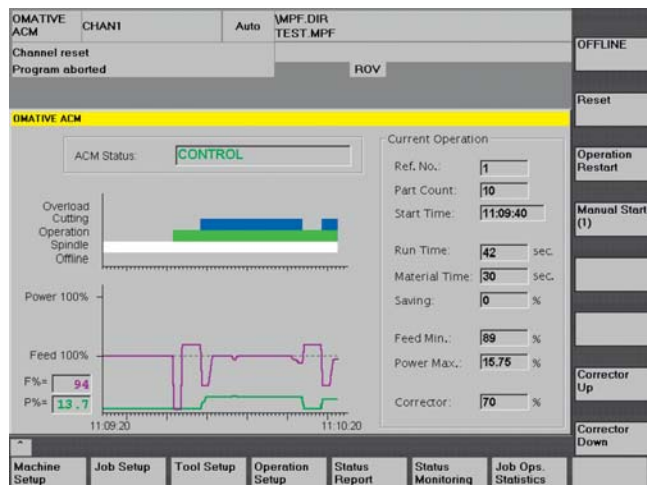 OMATIVE ACM
CHAN1
Auto
\MPF.DIR
TEST.MPF
Channel reset
Program aborted
ROV
OMATIVE ACM
ACM Status:
CONTROL
Overload
Cutting
Operation
Spindle
Offline
Power 100%
Feed 100%
F%= 94
P%= 13.7
11:09:20
11:10:20
Current Operation
Ref. No.: 1
Part Count: 10
Start Time: 11:09:40
Run Time: 42 sec.
Material Time: 30 sec.
Saving: 0 %
Feed Min.: 89 %
Power Max.: 15.75 %
Corrector: 70 %
OFFLINE
Reset
Operation Restart
Manual Start (1)
Corrector Up
Corrector Down
^
Machine Setup
Job Setup
Tool Setup
Operation Setup
Status Report
Status Monitoring
Job Ops. Statistics